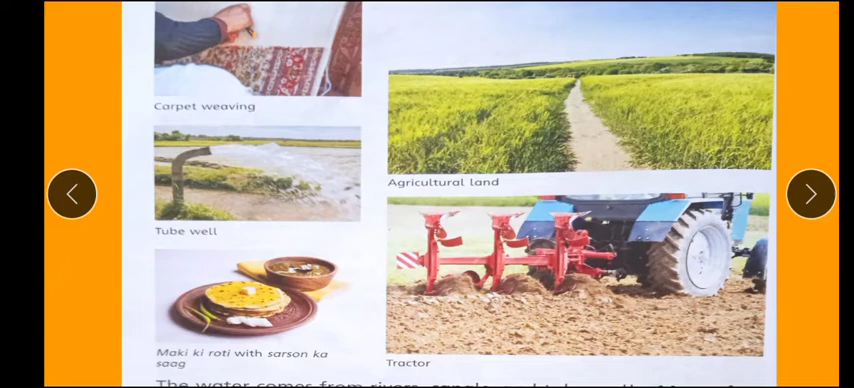 Carpet weaving
Agricultural land
Tube well
Maki ki roti with sarson ka
saag
Tractor
The water comes from rivers, canals